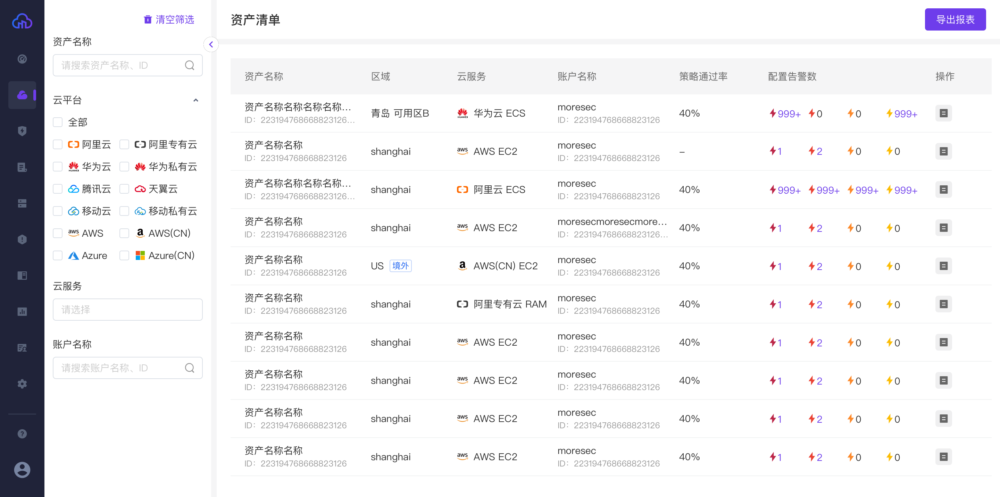 清空筛选
资产名称
请搜索资产名称、ID
云平台
全部
阿里云 阿里专有云
华为云 华为私有云
腾讯云 天翼云
移动云 移动私有云
AWS AWS(CN)
Azure Azure(CN)
云服务
请选择
账户名称
请搜索账户名称、ID
资产清单 导出报表
资产名称 区域 云服务 账户名称 策略通过率 配置告警数 操作
资产名称名称名称名称... 青岛 可用区B 华为云 ECS moresec 40% 999+ 0 0 999+
ID: 223194768668823126... ID: 223194768668823126
资产名称名称 shanghai AWS EC2 moresec – 1 2 0 0
ID: 223194768668823126 ID: 223194768668823126
资产名称名称名称名称... shanghai 阿里云 ECS moresec 40% 999+ 999+ 999+ 999+
ID: 223194768668823126... ID: 223194768668823126
资产名称名称 shanghai AWS EC2 moresecmoresecmore... 40% 1 2 0 0
ID: 223194768668823126 ID: 223194768668823126...
资产名称名称 US 境外 AWS(CN) EC2 moresec 40% 1 2 0 0
ID: 223194768668823126 ID: 223194768668823126
资产名称名称 shanghai 阿里专有云 RAM moresec 40% 1 2 0 0
ID: 223194768668823126 ID: 223194768668823126
资产名称名称 shanghai AWS EC2 moresec 40% 1 2 0 0
ID: 223194768668823126 ID: 223194768668823126
资产名称名称 shanghai AWS EC2 moresec 40% 1 2 0 0
ID: 223194768668823126 ID: 223194768668823126
资产名称名称 shanghai AWS EC2 moresec 40% 1 2 0 0
ID: 223194768668823126 ID: 223194768668823126
资产名称名称 shanghai AWS EC2 moresec 40% 1 2 0 0
ID: 223194768668823126 ID: 223194768668823126